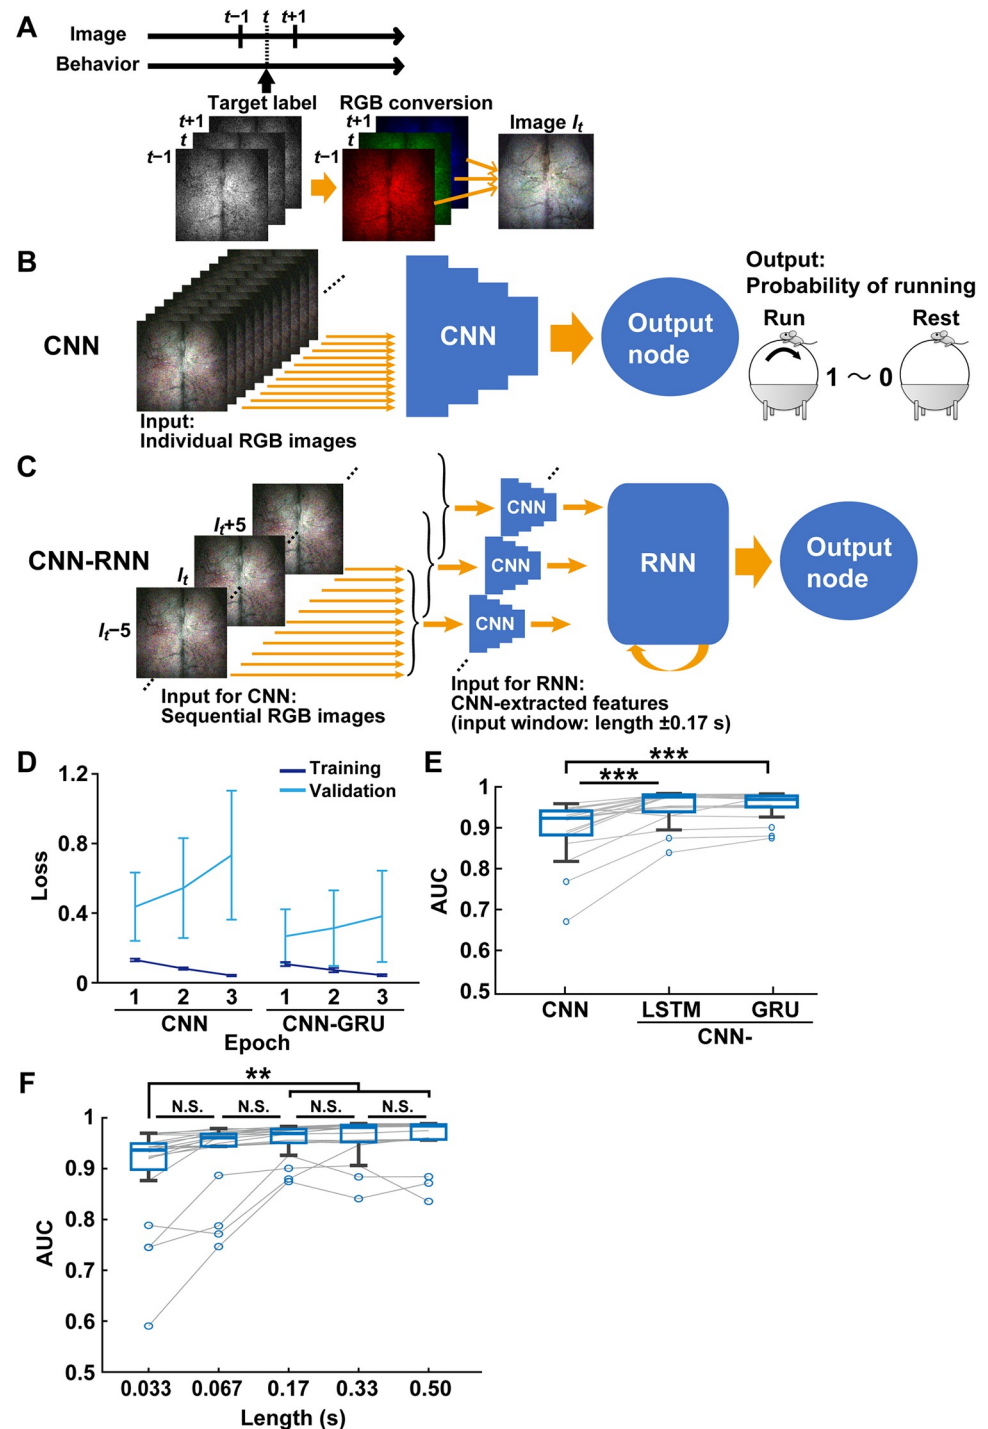 A
t−1 t t+1
Image
Behavior
Target label
RGB conversion
t+1
t
t−1
t+1
t
t−1
Image It
B
CNN
Input:
Individual RGB images
CNN
Output
node
Output:
Probability of running
Run
Rest
1 ~ 0
C
CNN-RNN
It+5
It
It−5
Input for CNN:
Sequential RGB images
CNN
CNN
CNN
Input for RNN:
CNN-extracted features
(input window: length ±0.17 s)
RNN
Output
node
D
Training
Validation
1.2
0.8
0.4
0
Loss
1 2 3 1 2 3
CNN CNN-GRU
Epoch
E
***
***
1
0.9
0.8
0.7
0.6
0.5
AUC
CNN LSTM GRU
CNN-
F
**
N.S. N.S. N.S. N.S.
1
0.9
0.8
0.7
0.6
0.5
AUC
0.033 0.067 0.17 0.33 0.50
Length (s)